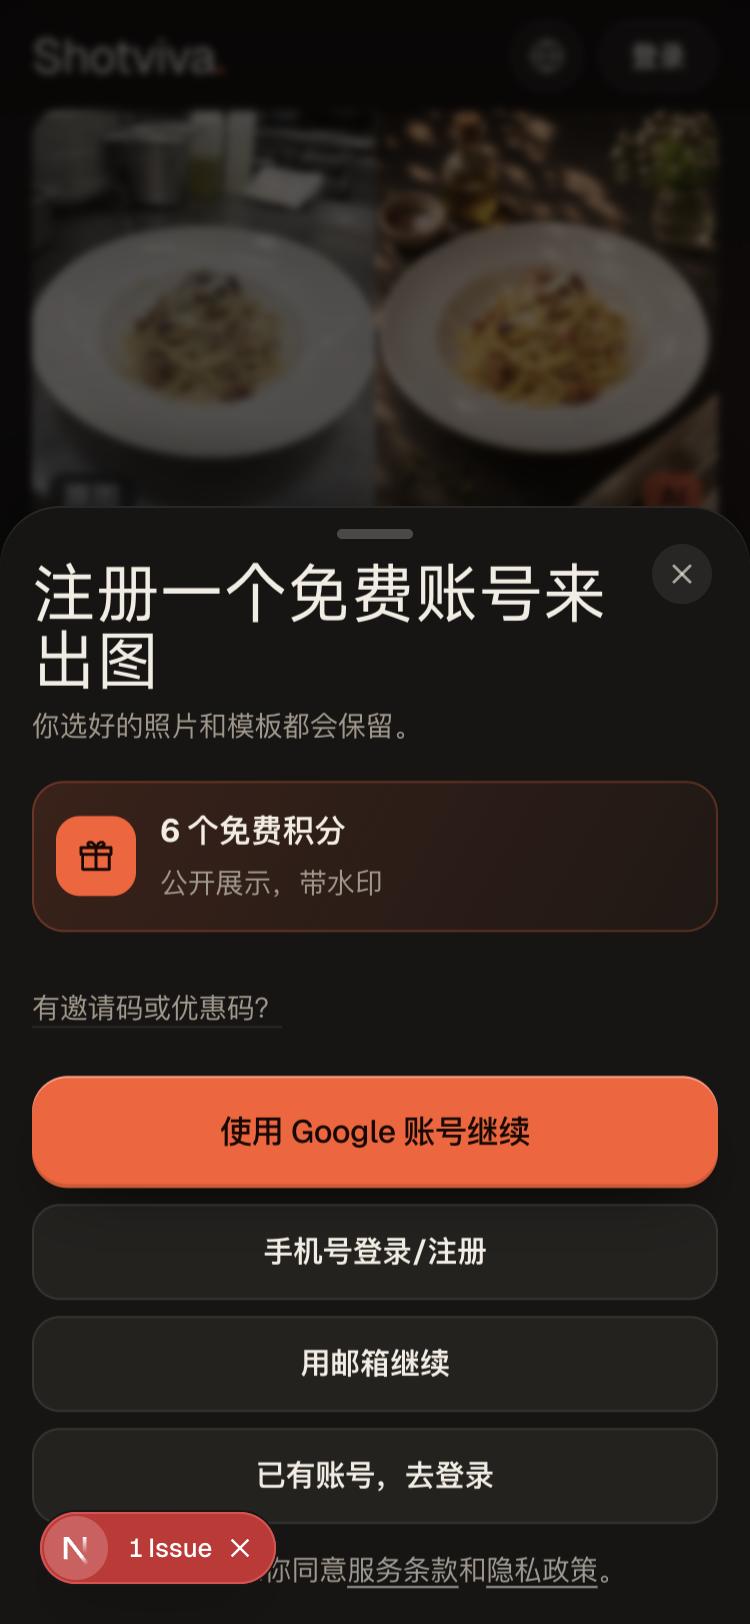 Shotviva.
登录
注册一个免费账号来
出图
你选好的照片和模板都会保留。
6 个免费积分
公开展示，带水印
有邀请码或优惠码?
使用 Google 账号继续
手机号登录/注册
用邮箱继续
已有账号，去登录
N 1 Issue
你同意服务条款和隐私政策。